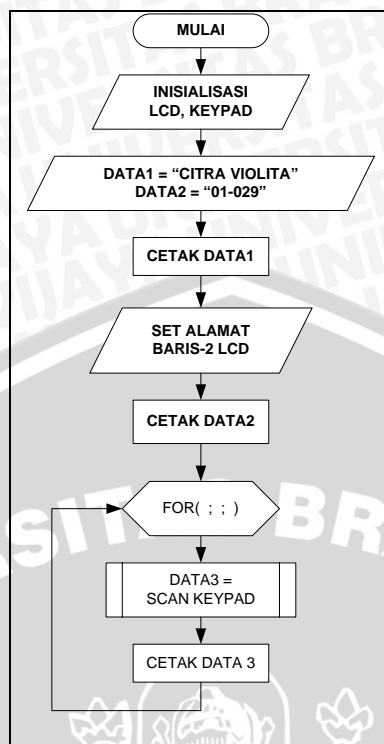 MULAI
INISIALISASI
LCD, KEYPAD
DATA1 = “CITRA VIOLITA”
DATA2 = “01-029”
CETAK DATA1
SET ALAMAT
BARIS-2 LCD
CETAK DATA2
FOR( ; ; )
DATA3 =
SCAN KEYPAD
CETAK DATA 3